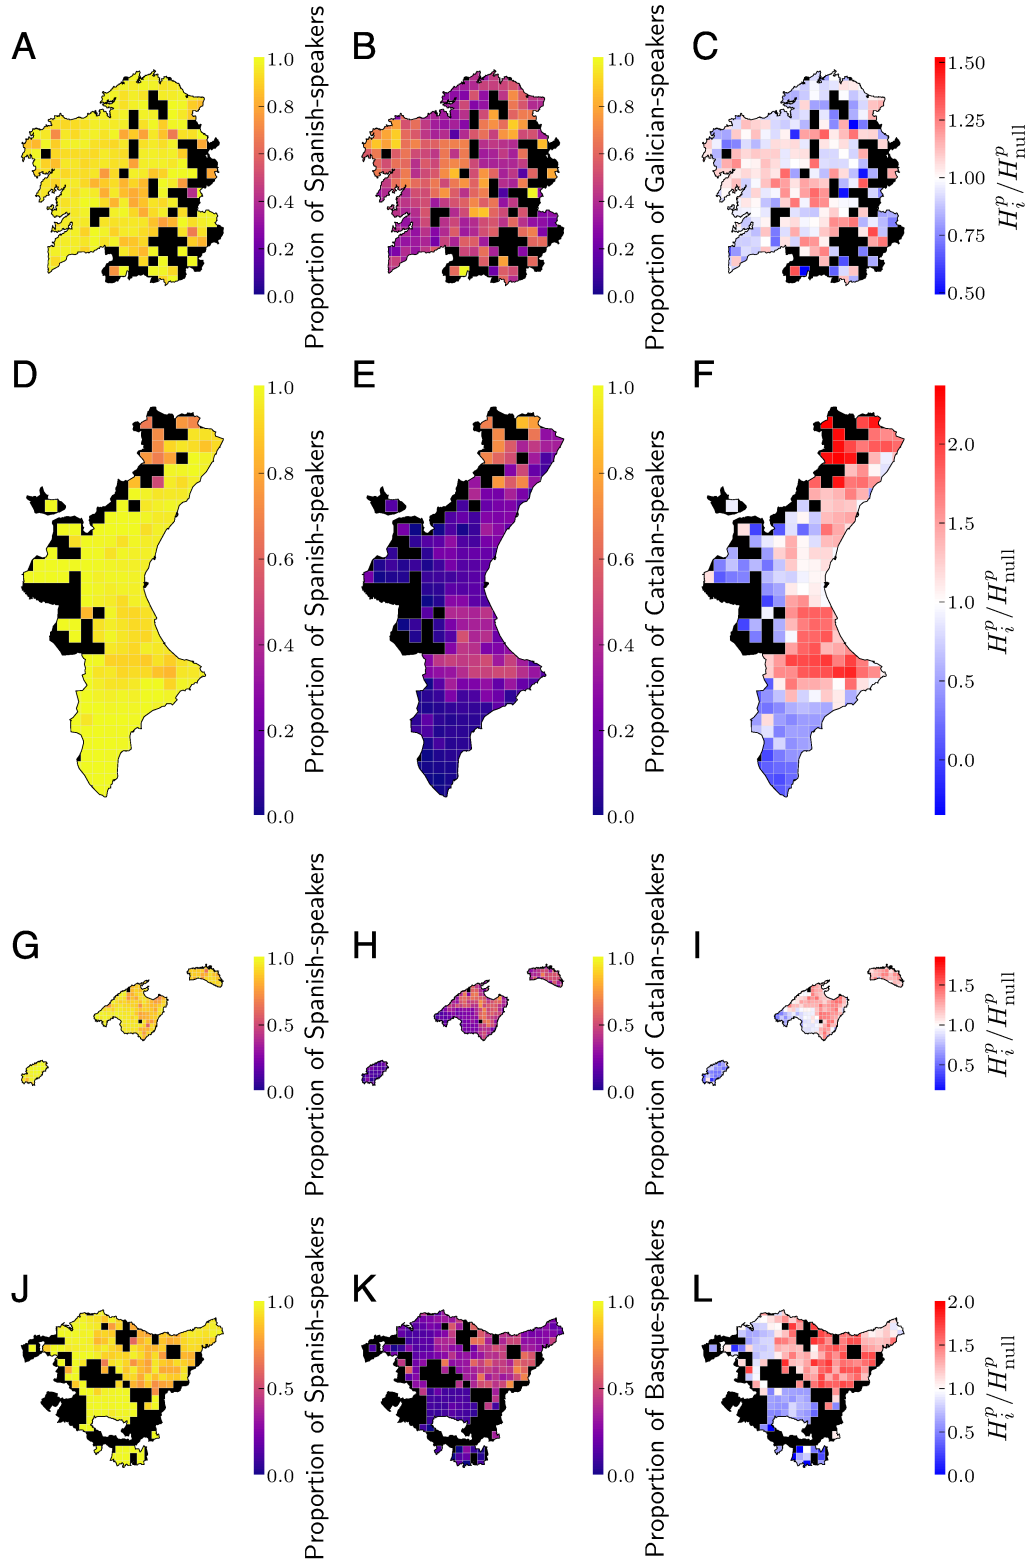 A
1.0
0.8
0.6
0.4
0.2
0.0
Proportion of Spanish-speakers
B
1.0
0.8
0.6
0.4
0.2
0.0
Proportion of Galician-speakers
C
1.50
1.25
1.00
0.75
0.50
H_i^p / H_null^p
D
1.0
0.8
0.6
0.4
0.2
0.0
Proportion of Spanish-speakers
E
1.0
0.8
0.6
0.4
0.2
0.0
Proportion of Catalan-speakers
F
2.0
1.5
1.0
0.5
0.0
H_i^p / H_null^p
G
1.0
0.5
0.0
Proportion of Spanish-speakers
H
1.0
0.5
0.0
Proportion of Catalan-speakers
I
1.5
1.0
0.5
H_i^p / H_null^p
J
1.0
0.5
0.0
Proportion of Spanish-speakers
K
1.0
0.5
0.0
Proportion of Basque-speakers
L
2.0
1.5
1.0
0.5
0.0
H_i^p / H_null^p